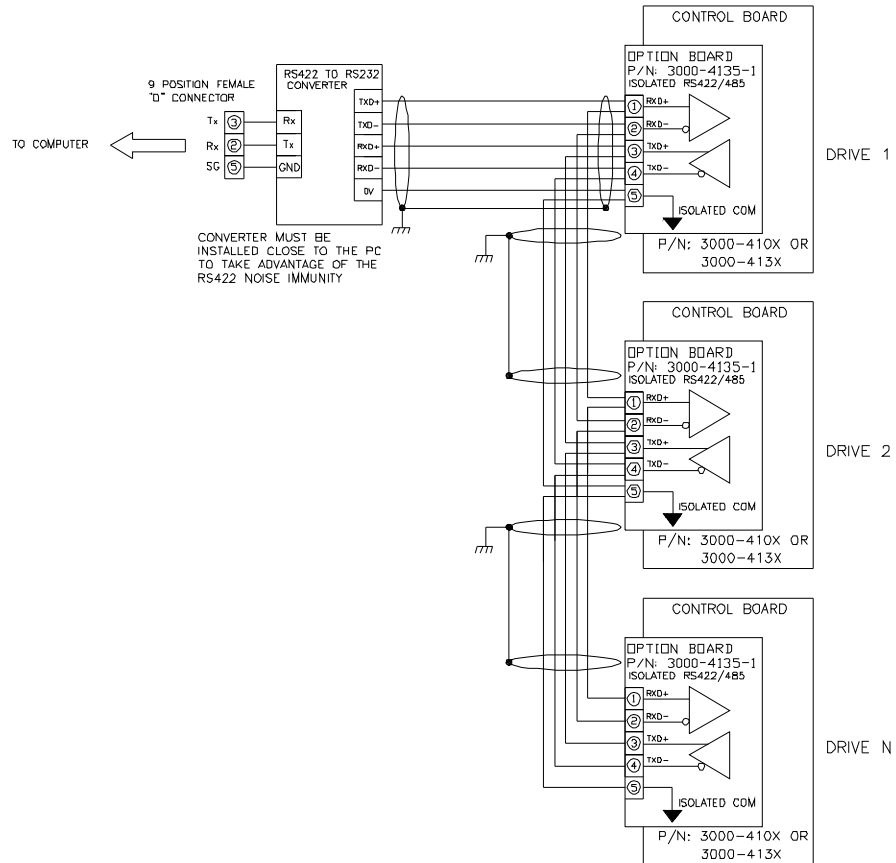 CONTROL BOARD
OPTION BOARD
P/N: 3000-4135-1
ISOLATED RS422/485
1 RXD+
2 RXD-
3 TXD+
4 TXD-
5
ISOLATED COM
P/N: 3000-410X OR
3000-413X
DRIVE 1
RS422 TO RS232
CONVERTER
TXD+
TXD-
RXD+
RXD-
0V
Rx
Tx
GND
9 POSITION FEMALE
"D" CONNECTOR
Tx 3
Rx 2
SG 5
TO COMPUTER
CONVERTER MUST BE
INSTALLED CLOSE TO THE PC
TO TAKE ADVANTAGE OF THE
RS422 NOISE IMMUNITY
CONTROL BOARD
OPTION BOARD
P/N: 3000-4135-1
ISOLATED RS422/485
1 RXD+
2 RXD-
3 TXD+
4 TXD-
5
ISOLATED COM
P/N: 3000-410X OR
3000-413X
DRIVE 2
CONTROL BOARD
OPTION BOARD
P/N: 3000-4135-1
ISOLATED RS422/485
1 RXD+
2 RXD-
3 TXD+
4 TXD-
5
ISOLATED COM
P/N: 3000-410X OR
3000-413X
DRIVE N